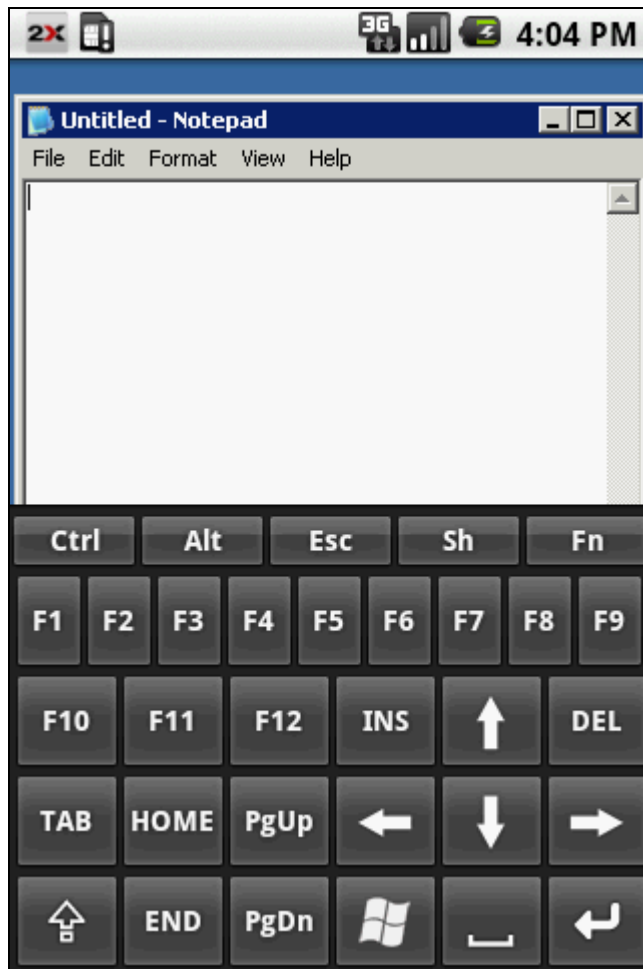 2X 3G 4:04 PM
Untitled - Notepad
File Edit Format View Help
Ctrl Alt Esc Sh Fn
F1 F2 F3 F4 F5 F6 F7 F8 F9
F10 F11 F12 INS DEL
TAB HOME PgUp
END PgDn